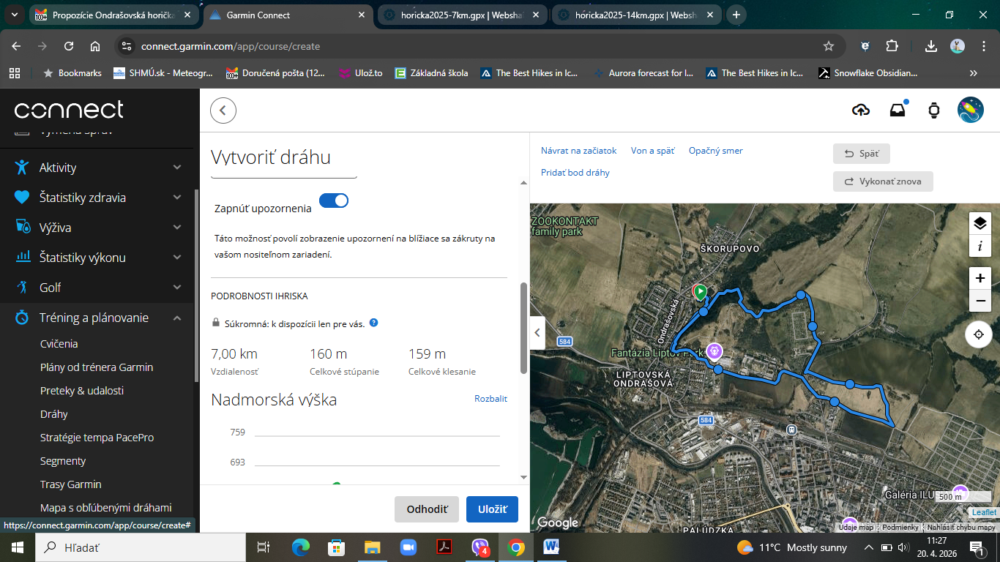 Propozície Ondrašovská horička
Garmin Connect
horicka2025-7km.gpx | Websha
horicka2025-14km.gpx | Websh
connect.garmin.com/app/course/create
Bookmarks
SHMÚ.sk - Meteogr...
Doručená pošta (12...
Ulož.to
Základná škola
The Best Hikes in Ic...
Aurora forecast for I...
The Best Hikes in Ic...
Snowflake Obsidian...
connect
Výmena správ
Aktivity
Štatistiky zdravia
Výživa
Štatistiky výkonu
Golf
Tréning a plánovanie
Cvičenia
Plány od trénera Garmin
Preteky & udalosti
Dráhy
Stratégie tempa PacePro
Segmenty
Trasy Garmin
Mapa s obľúbenými dráhami
https://connect.garmin.com/app/course/create#
Vytvoriť dráhu
Zapnúť upozornenia
Táto možnosť povolí zobrazenie upozornení na blížiace sa zákruty na
vašom nositeľnom zariadení.
PODROBNOSTI IHRISKA
Súkromná: k dispozícii len pre vás.
7,00 km
160 m
159 m
Vzdialenosť
Celkové stúpanie
Celkové klesanie
Nadmorská výška
Rozbaliť
759
693
Odhodiť
Uložiť
Návrat na začiatok
Von a späť
Opačný smer
Pridať bod dráhy
Späť
Vykonať znova
ZOOKONTAKT
family park
ŠKORUPOVO
Ondrašovská
584
Fantázia Liptov Park
LIPTOVSKÁ
ONDRAŠOVÁ
584
Galéria ILU
500 m
Leaflet
PALÚDZKA
Google
Údaje máp
Podmienky
Nahlásiť chybu mapy
Hľadať
4
11°C Mostly sunny
11:27
20. 4. 2026
1